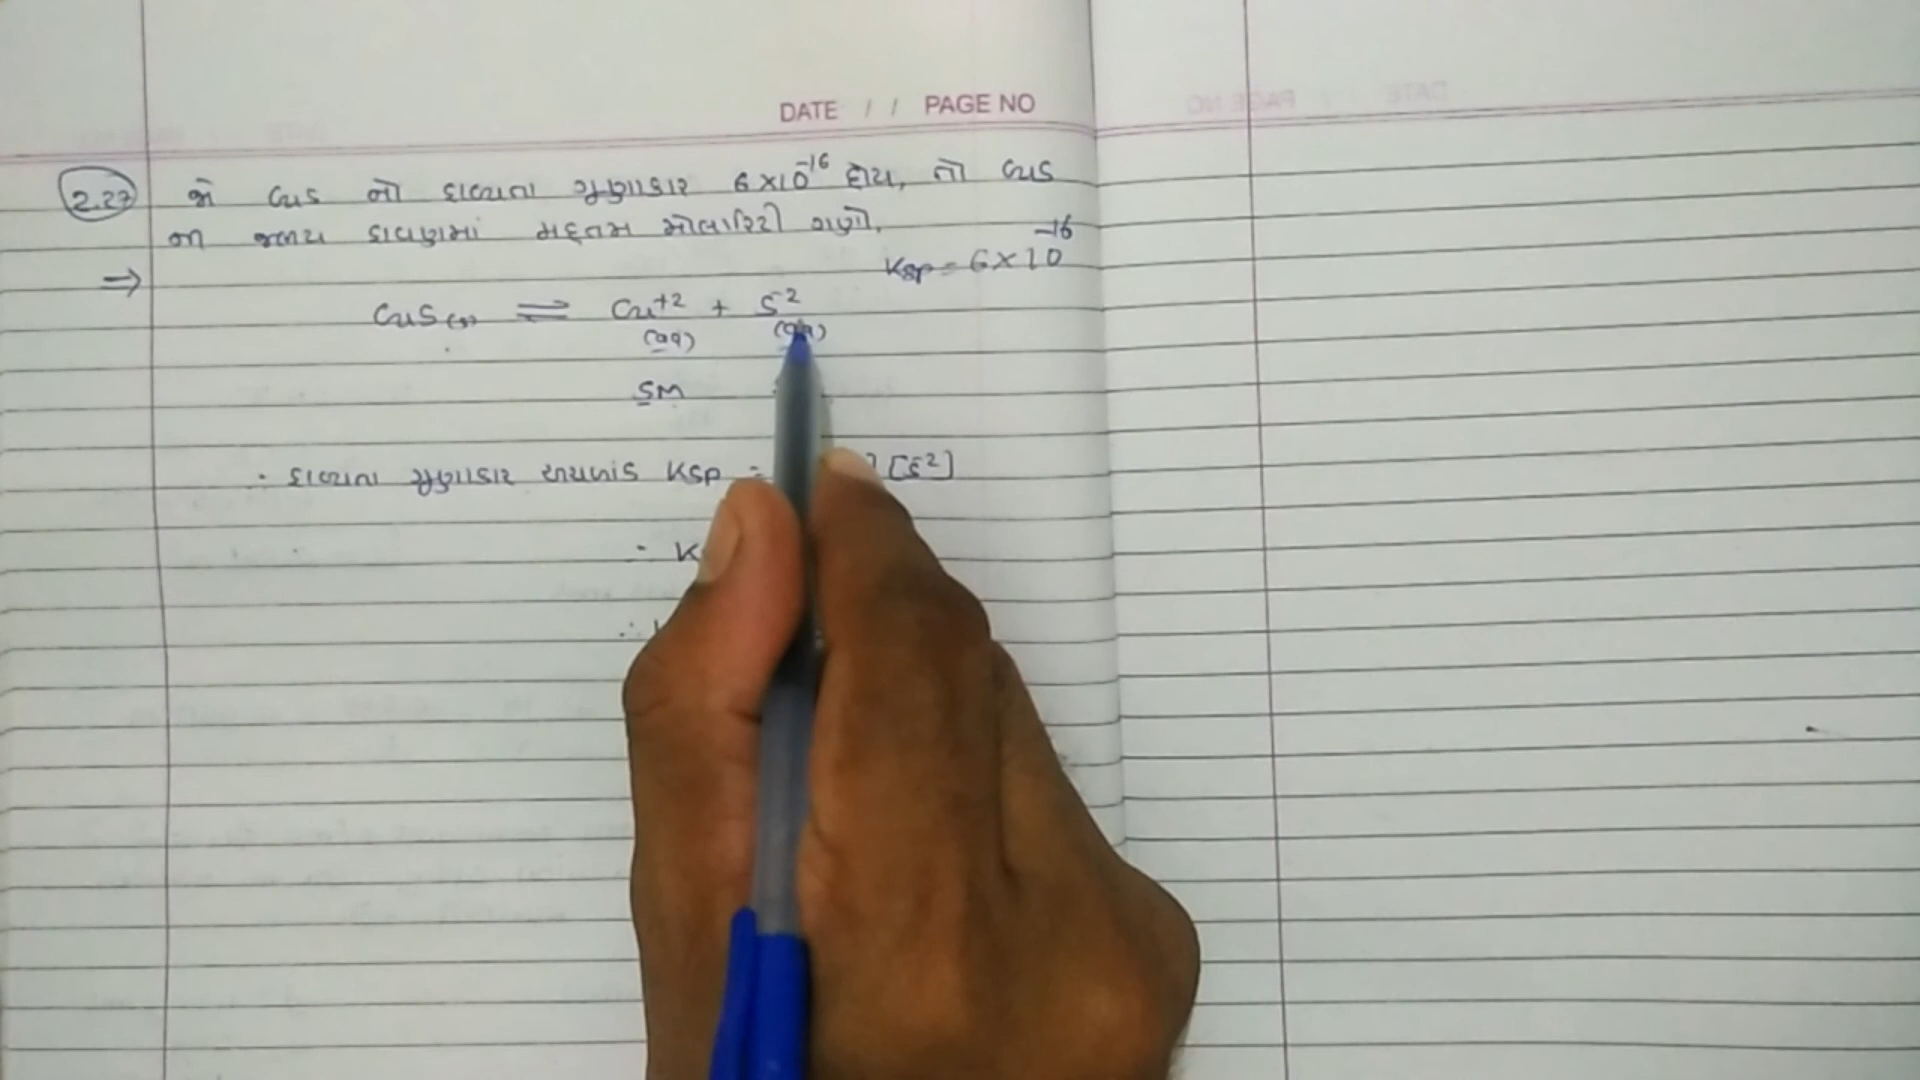 DATE / / PAGE NO
2.27 જો CuS નો દ્રાવ્યતા ગુણાકાર 6×10⁻¹⁶ હોય, તો CuS
ના જલીય દ્રાવણમાં મહત્તમ મોલારિટી ગણો.
⇒ Ksp = 6×10⁻¹⁶
CuS(s) ⇌ Cu⁺² + S⁻²
(aq) (aq)
SM
∴ દ્રાવ્યતા ગુણાકાર અચળાંક Ksp = [S⁻²]
∴ K
∴